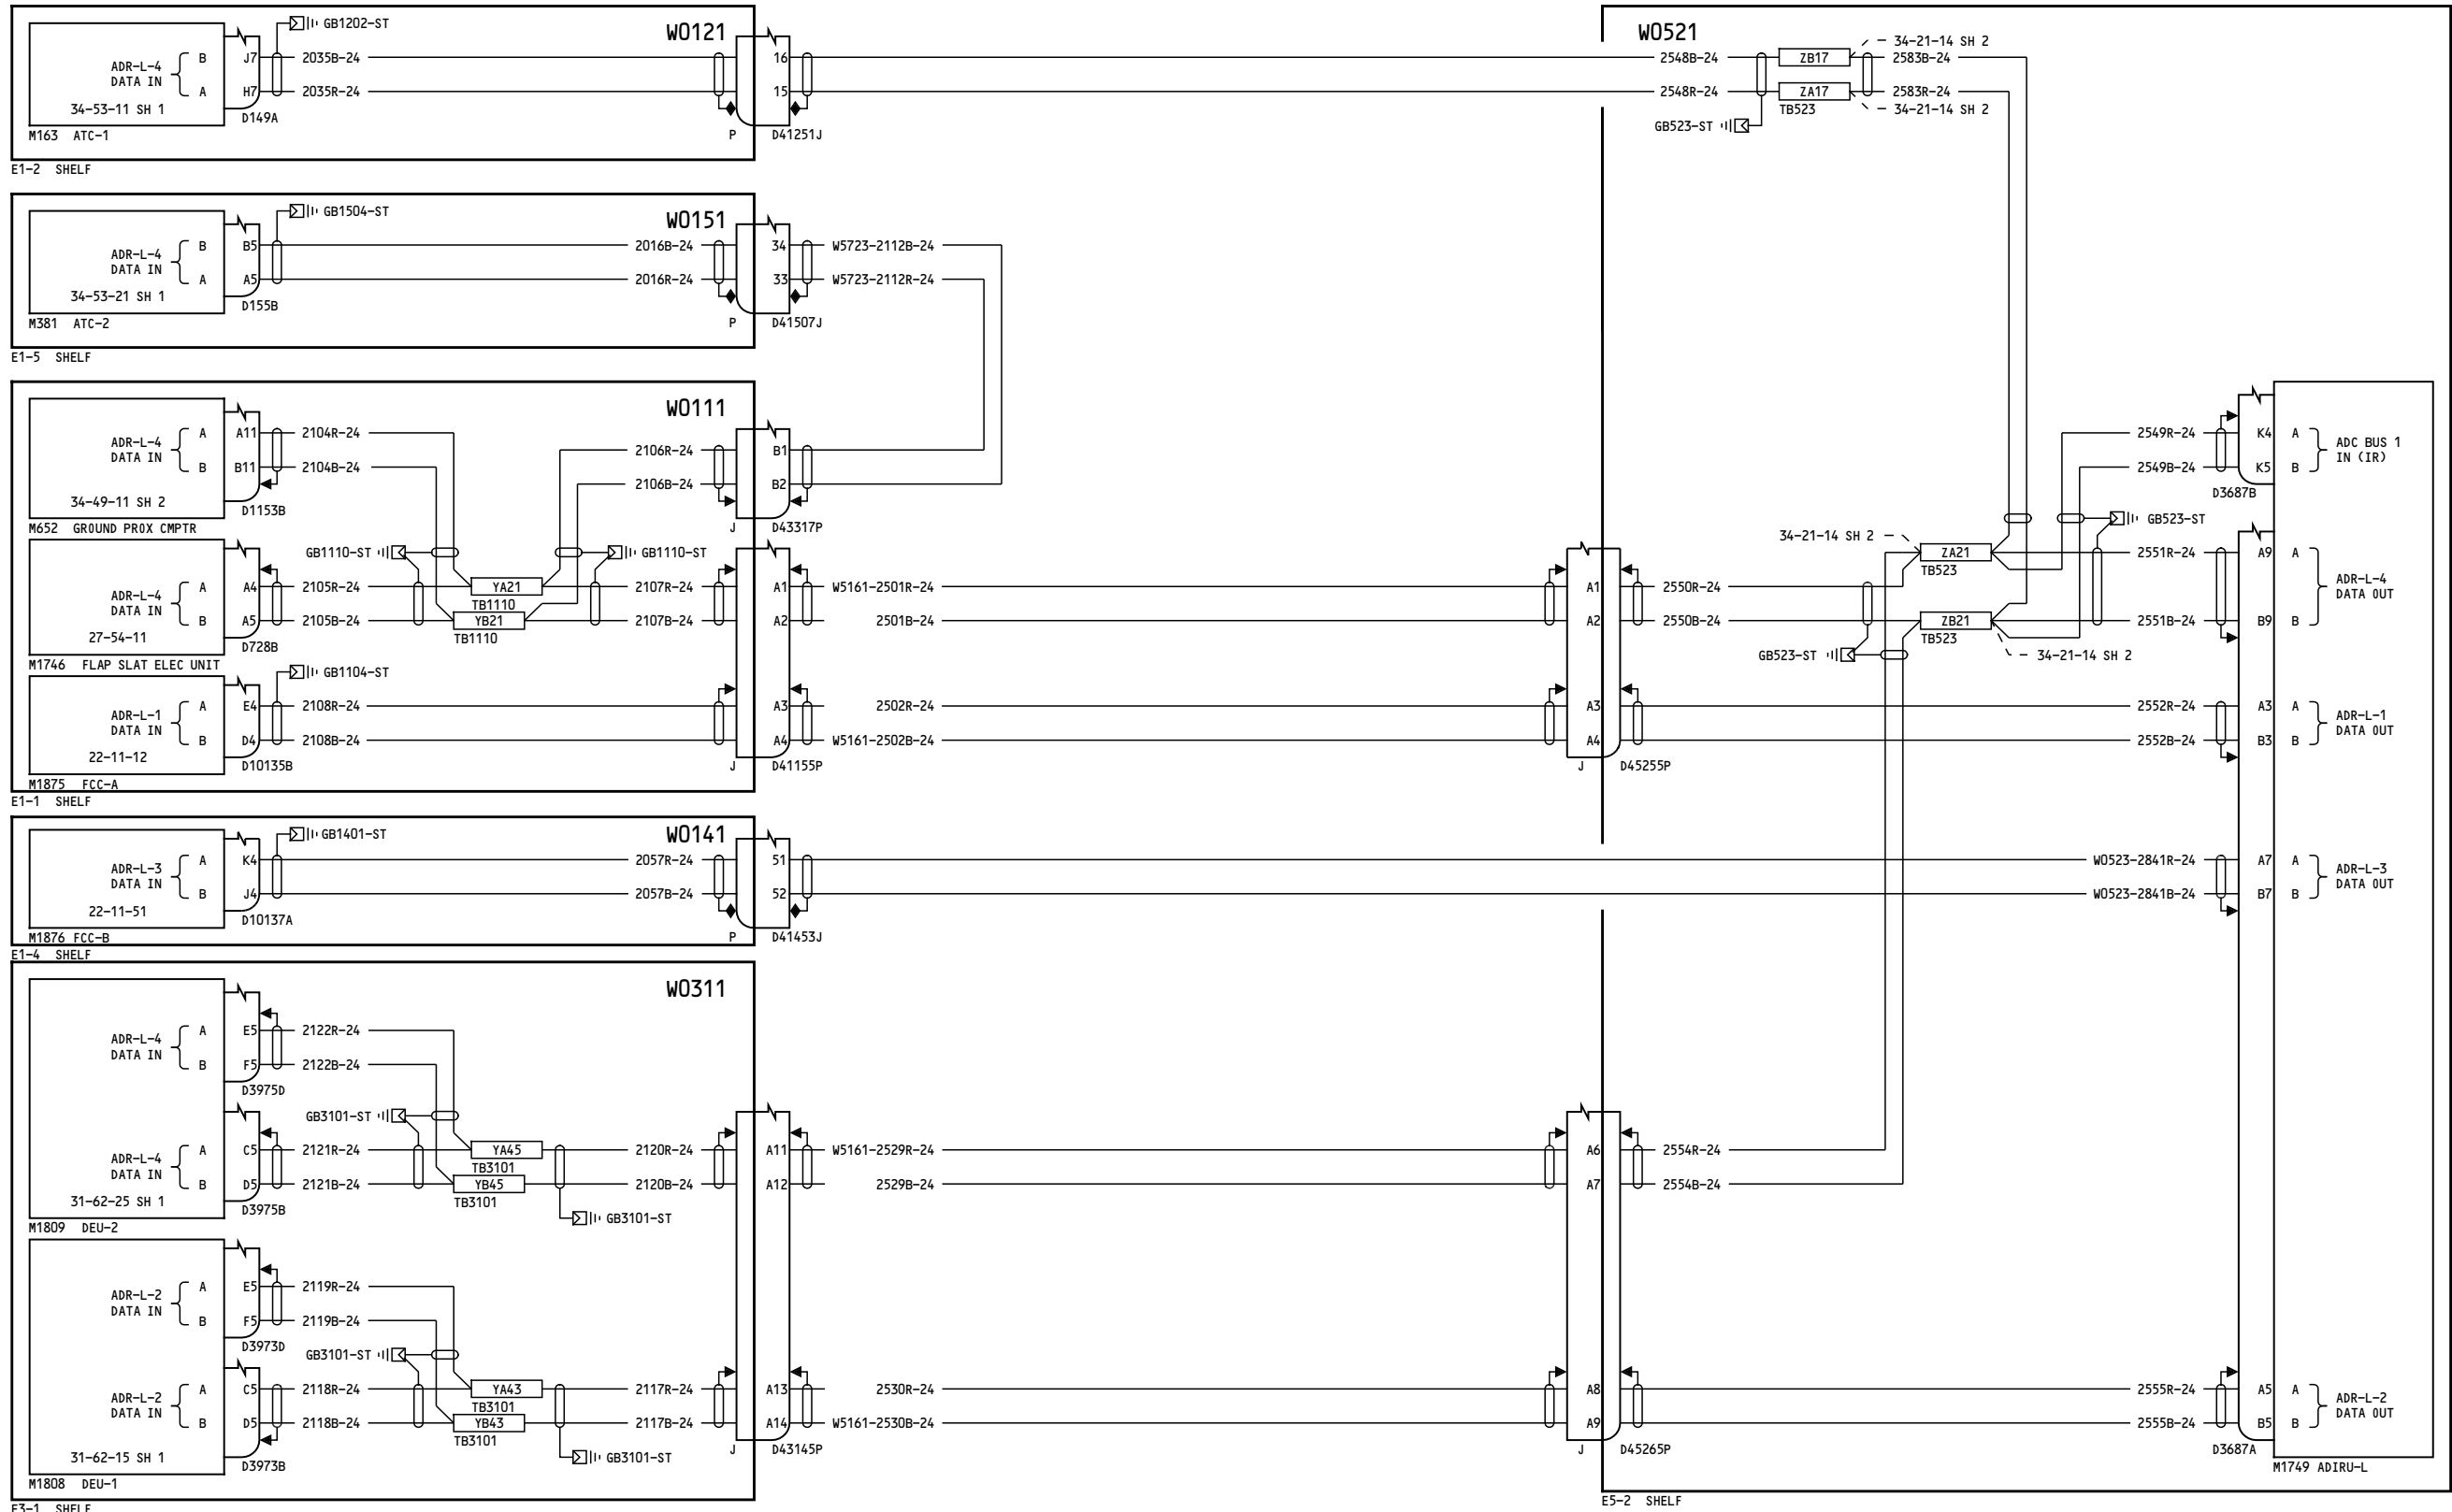 GB1202-ST
W0121
ADR-L-4
DATA IN
B J7 2035B-24
A H7 2035R-24
34-53-11 SH 1
D149A
M163 ATC-1
16
15
P D41251J
E1-2 SHELF
W0521
2548B-24 ZB17 34-21-14 SH 2
2583B-24
2548R-24 ZA17 2583R-24
TB523 34-21-14 SH 2
GB523-ST
GB1504-ST
W0151
ADR-L-4
DATA IN
B B5 2016B-24 34 W5723-2112B-24
A A5 2016R-24 33 W5723-2112R-24
34-53-21 SH 1
D155B
M381 ATC-2
P D41507J
E1-5 SHELF
W0111
ADR-L-4
DATA IN
A A11 2104R-24
B B11 2104B-24
34-49-11 SH 2
D1153B
M652 GROUND PROX CMPTR
2106R-24 B1
2106B-24 B2
J D43317P
GB1110-ST
GB1110-ST
ADR-L-4
DATA IN
A A4 2105R-24 YA21 2107R-24 A1 W5161-2501R-24 A1 2550R-24
TB1110
B A5 2105B-24 YB21 2107B-24 A2 2501B-24 A2 2550B-24
TB1110
27-54-11
D728B
M1746 FLAP SLAT ELEC UNIT
GB1104-ST
ADR-L-1
DATA IN
A E4 2108R-24 A3 2502R-24 A3
B D4 2108B-24 A4 W5161-2502B-24 A4
22-11-12
D10135B
M1875 FCC-A
J D41155P
J D45255P
E1-1 SHELF
2549R-24 K4 A
2549B-24 K5 B
ADC BUS 1
IN (IR)
D3687B
GB523-ST
34-21-14 SH 2
ZA21 2551R-24 A9 A
TB523
ADR-L-4
DATA OUT
ZB21 2551B-24 B9 B
TB523
GB523-ST
34-21-14 SH 2
2552R-24 A3 A
2552B-24 B3 B
ADR-L-1
DATA OUT
GB1401-ST
W0141
ADR-L-3
DATA IN
A K4 2057R-24 51 W0523-2841R-24 A7 A
B J4 2057B-24 52 W0523-2841B-24 B7 B
ADR-L-3
DATA OUT
22-11-51
D10137A
M1876 FCC-B
P D41453J
E1-4 SHELF
W0311
ADR-L-4
DATA IN
A E5 2122R-24
B F5 2122B-24
D3975D
GB3101-ST
ADR-L-4
DATA IN
A C5 2121R-24 YA45 2120R-24 A11 W5161-2529R-24 A6 2554R-24
TB3101
B D5 2121B-24 YB45 2120B-24 A12 2529B-24 A7 2554B-24
TB3101
31-62-25 SH 1
D3975B
GB3101-ST
M1809 DEU-2
ADR-L-2
DATA IN
A E5 2119R-24
B F5 2119B-24
D3973D
GB3101-ST
ADR-L-2
DATA IN
A C5 2118R-24 YA43 2117R-24 A13 2530R-24 A8 2555R-24 A5 A
TB3101
B D5 2118B-24 YB43 2117B-24 A14 W5161-2530B-24 A9 2555B-24 B5 B
TB3101
ADR-L-2
DATA OUT
31-62-15 SH 1
D3973B
GB3101-ST
M1808 DEU-1
J D43145P
J D45265P
D3687A
M1749 ADIRU-L
E3-1 SHELF
E5-2 SHELF